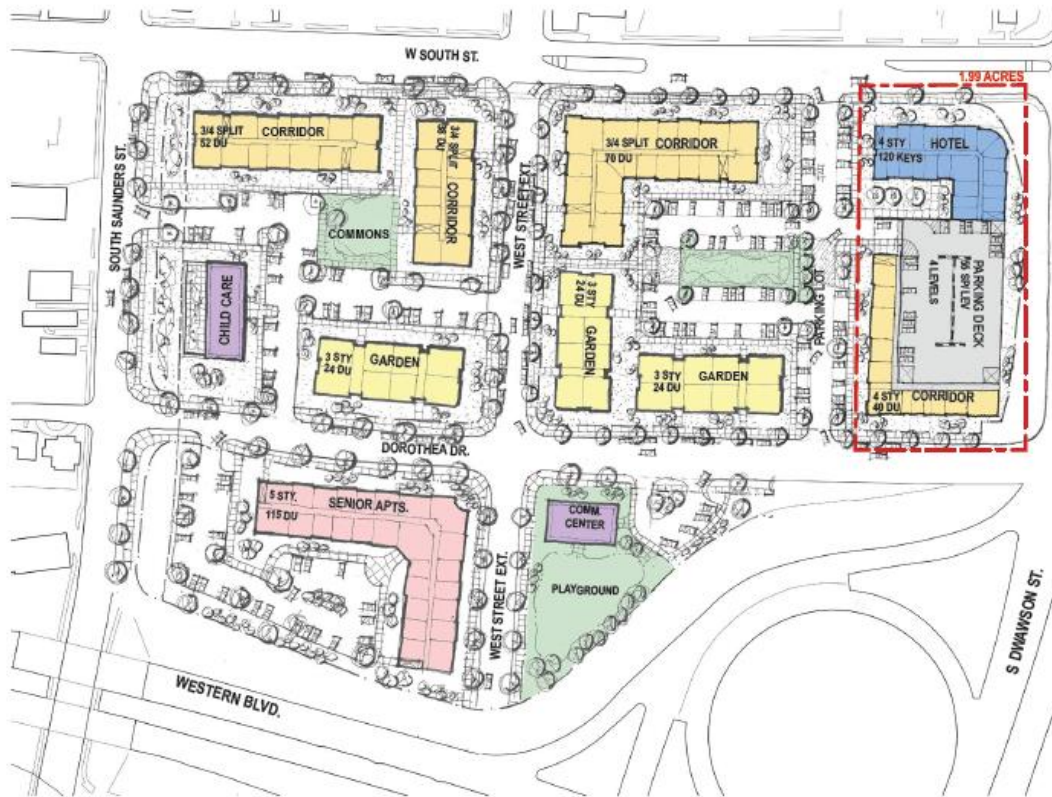 W SOUTH ST.
1.99 ACRES
3/4 SPLIT
52 DU
CORRIDOR
3/4 SPLIT
CORRIDOR
3/4 SPLIT
70 DU
CORRIDOR
4 STY
120 KEYS
HOTEL
SOUTH SAUNDERS ST.
COMMONS
WEST STREET EXT.
PARKING LOT
PARKING DECK
4 LEVELS
CHILD CARE
3 STY
24 DU
GARDEN
3 STY
24 DU
GARDEN
3 STY
24 DU
GARDEN
4 STY
40 DU
CORRIDOR
DOROTHEA DR.
5 STY.
115 DU
SENIOR APTS.
COMM.
CENTER
PLAYGROUND
WEST STREET EXT.
WESTERN BLVD.
S DWAWSON ST.